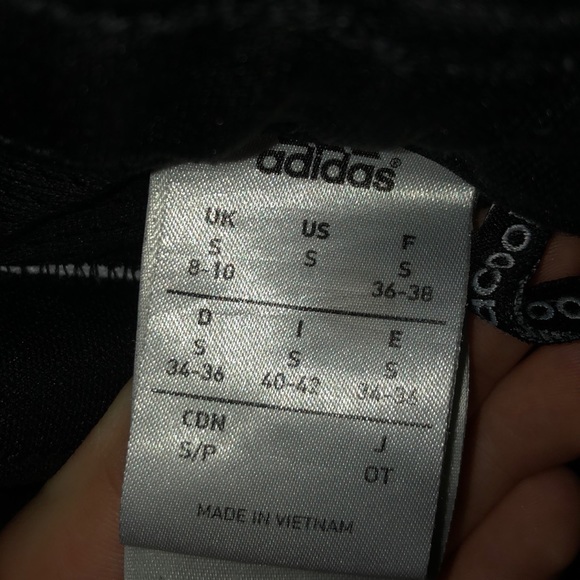 adidas®
UK US F
S S S
8-10 36-38
D I E
S S S
34-36 40-42 34-36
CDN J
S/P OT
MADE IN VIETNAM